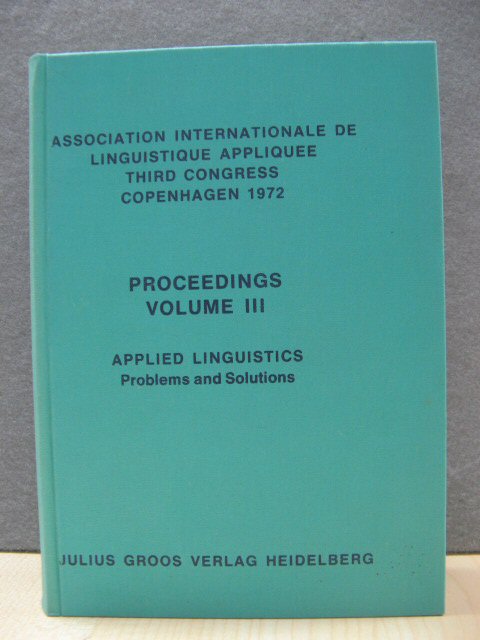 ASSOCIATION INTERNATIONALE DE
LINGUISTIQUE APPLIQUEE
THIRD CONGRESS
COPENHAGEN 1972
PROCEEDINGS
VOLUME III
APPLIED LINGUISTICS
Problems and Solutions
JULIUS GROOS VERLAG HEIDELBERG